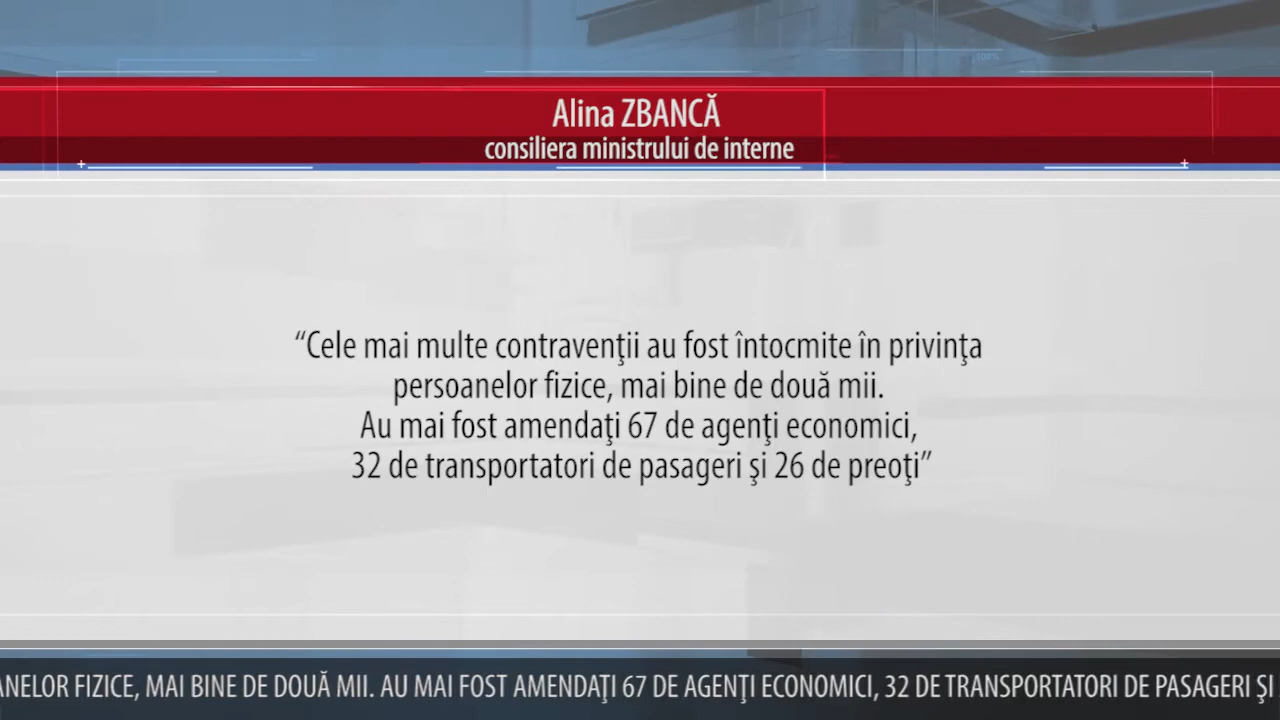 Alina ZBANCĂ
consiliera ministrului de interne
“Cele mai multe contravenţii au fost întocmite în privinţa
persoanelor fizice, mai bine de două mii.
Au mai fost amendaţi 67 de agenţi economici,
32 de transportatori de pasageri şi 26 de preoţi”
FIZICE, MAI BINE DE DOUĂ MII. AU MAI FOST AMENDAŢI 67 DE AGENŢI ECONOMICI, 32 DE TRANSPORTATORI DE PASAGERI ŞI